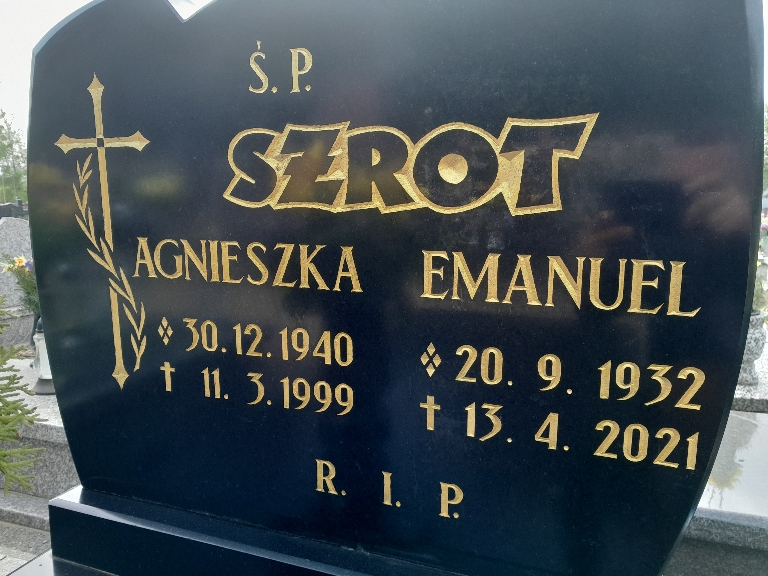 Ś. P.
SZROT
AGNIESZKA
30. 12. 1940
† 11. 3. 1999
EMANUEL
20. 9. 1932
† 13. 4. 2021
R. I. P.